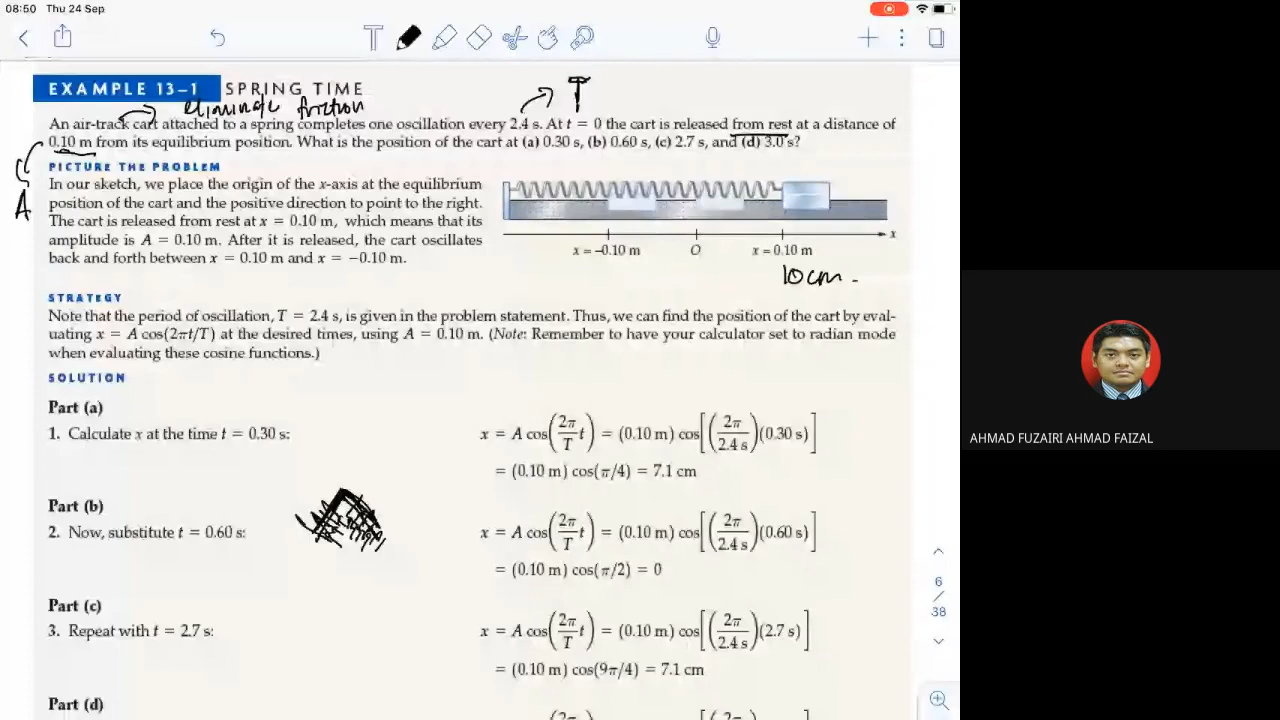 08:50 Thu 24 Sep
EXAMPLE 13–1 SPRING TIME
eliminate friction
T
An air-track cart attached to a spring completes one oscillation every 2.4 s. At t = 0 the cart is released from rest at a distance of
0.10 m from its equilibrium position. What is the position of the cart at (a) 0.30 s, (b) 0.60 s, (c) 2.7 s, and (d) 3.0 s?
A
PICTURE THE PROBLEM
In our sketch, we place the origin of the x-axis at the equilibrium
position of the cart and the positive direction to point to the right.
The cart is released from rest at x = 0.10 m, which means that its
amplitude is A = 0.10 m. After it is released, the cart oscillates
back and forth between x = 0.10 m and x = −0.10 m.
x
x = −0.10 m O x = 0.10 m
10cm.
STRATEGY
Note that the period of oscillation, T = 2.4 s, is given in the problem statement. Thus, we can find the position of the cart by eval-
uating x = A cos(2πt/T) at the desired times, using A = 0.10 m. (Note: Remember to have your calculator set to radian mode
when evaluating these cosine functions.)
SOLUTION
Part (a)
1. Calculate x at the time t = 0.30 s: x = A cos(2π/T t) = (0.10 m) cos[(2π/2.4 s)(0.30 s)]
= (0.10 m) cos(π/4) = 7.1 cm
Part (b)
2. Now, substitute t = 0.60 s: x = A cos(2π/T t) = (0.10 m) cos[(2π/2.4 s)(0.60 s)]
= (0.10 m) cos(π/2) = 0
Part (c)
3. Repeat with t = 2.7 s: x = A cos(2π/T t) = (0.10 m) cos[(2π/2.4 s)(2.7 s)]
= (0.10 m) cos(9π/4) = 7.1 cm
Part (d)
6
/
38
AHMAD FUZAIRI AHMAD FAIZAL